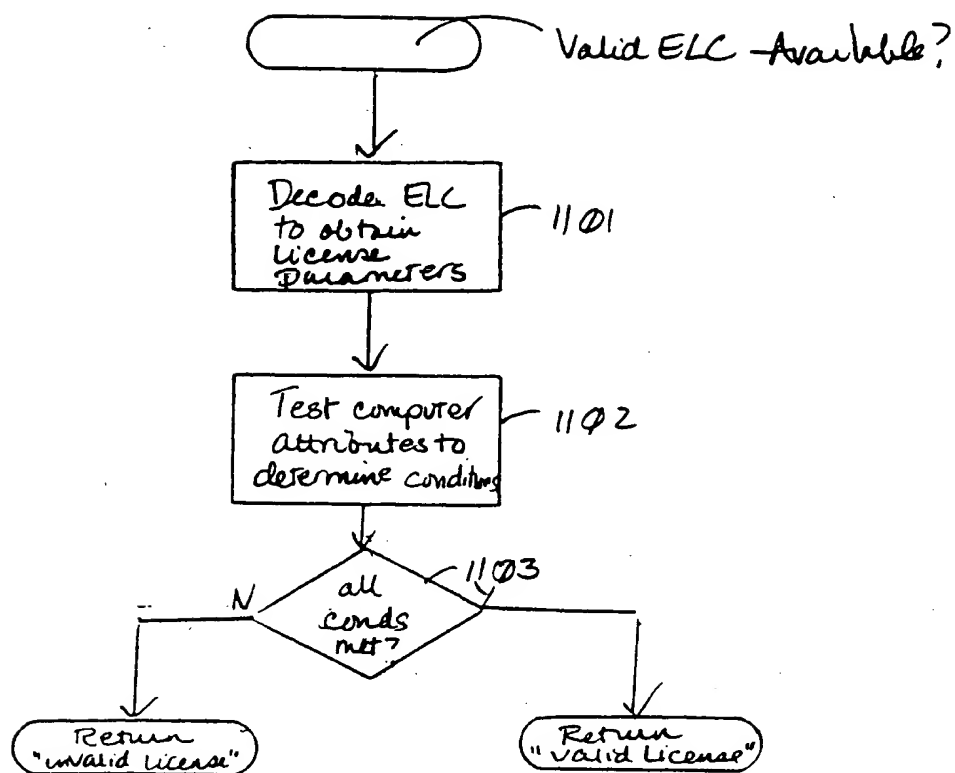 Valid ELC Available?
Decode ELC
to obtain
License
Parameters
1101
Test computer
attributes to
determine conditions
1102
all
conds
met?
1103
N
Return
"invalid License"
Return
"valid License"